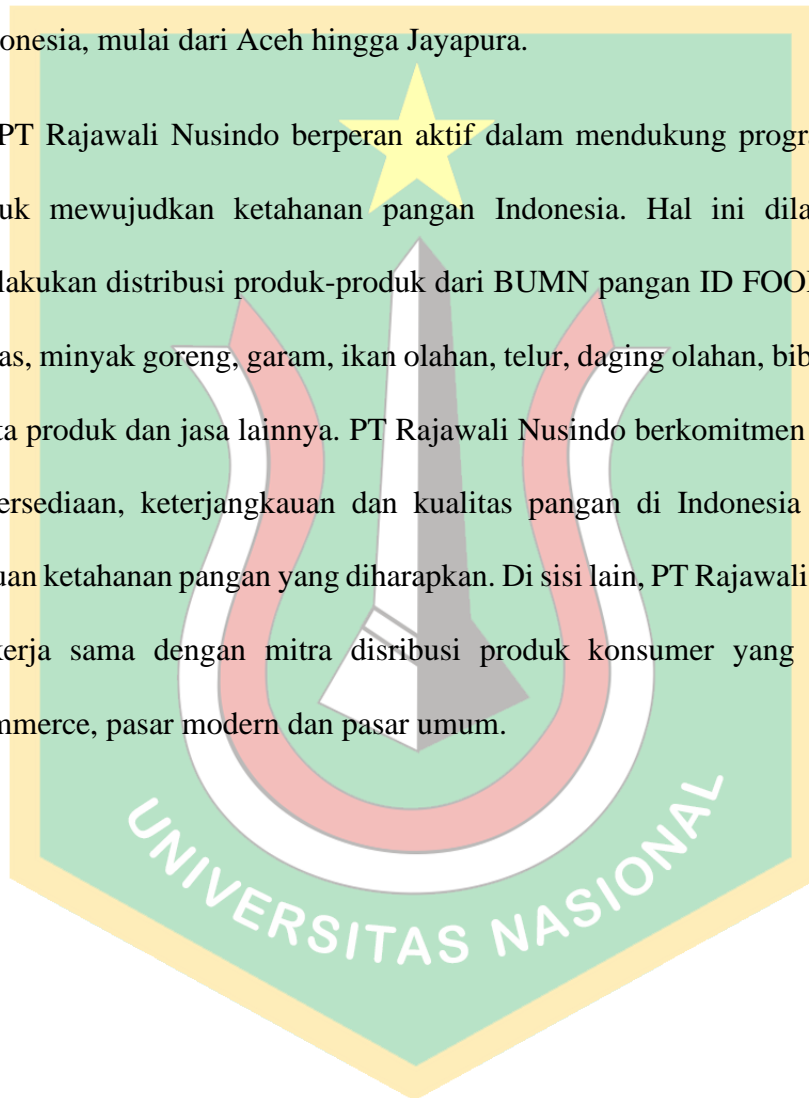 onesia, mulai dari Aceh hingga Jayapura.
PT Rajawali Nusindo berperan aktif dalam mendukung progra
uk mewujudkan ketahanan pangan Indonesia. Hal ini dila
lakukan distribusi produk-produk dari BUMN pangan ID FOOD
as, minyak goreng, garam, ikan olahan, telur, daging olahan, bib
ta produk dan jasa lainnya. PT Rajawali Nusindo berkomitmen
ersediaan, keterjangkauan dan kualitas pangan di Indonesia
uan ketahanan pangan yang diharapkan. Di sisi lain, PT Rajawali
kerja sama dengan mitra disribusi produk konsumer yang
mmerce, pasar modern dan pasar umum.
UNIVERSITAS NASIONAL